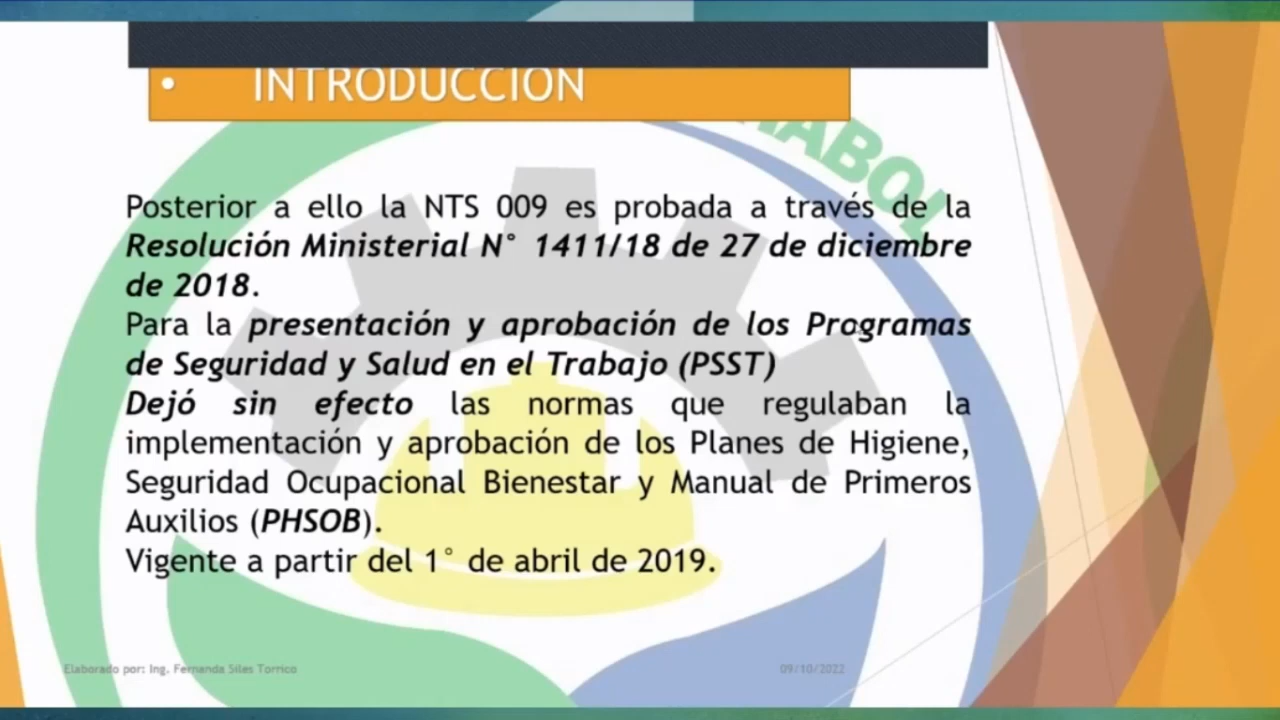 • INTRODUCCIÓN
Posterior a ello la NTS 009 es probada a través de la
Resolución Ministerial N° 1411/18 de 27 de diciembre
de 2018.
Para la presentación y aprobación de los Programas
de Seguridad y Salud en el Trabajo (PSST)
Dejó sin efecto las normas que regulaban la
implementación y aprobación de los Planes de Higiene,
Seguridad Ocupacional Bienestar y Manual de Primeros
Auxilios (PHSOB).
Vigente a partir del 1° de abril de 2019.
Elaborado por: Ing. Fernanda Siles Torrico
09/10/2022